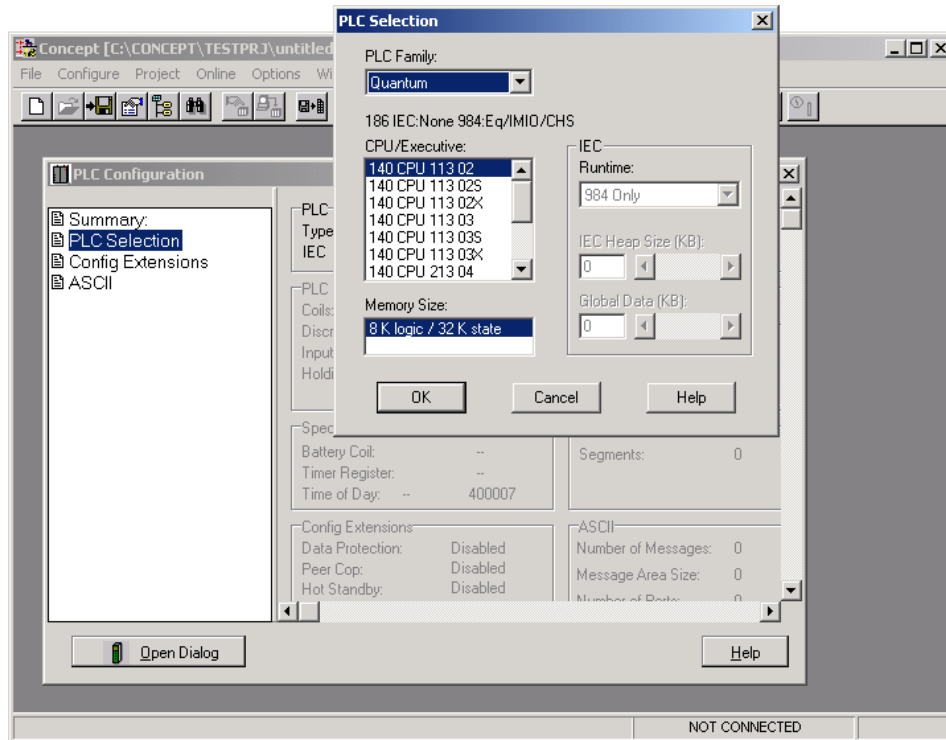 PLC Selection
Concept [C:\CONCEPT\TESTPRJ\untitled
File Configure Project Online Options Wi
PLC Family:
Quantum
186 IEC:None 984:Eq/IMIO/CHS
CPU/Executive:
140 CPU 113 02
140 CPU 113 02S
140 CPU 113 02X
140 CPU 113 03
140 CPU 113 03S
140 CPU 113 03X
140 CPU 213 04
Memory Size:
8 K logic / 32 K state
IEC
Runtime:
984 Only
IEC Heap Size (KB):
0
Global Data (KB):
0
OK Cancel Help
PLC Configuration
Summary:
PLC Selection
Config Extensions
ASCII
PLC
Type
IEC
PLC
Coils:
Discr
Input
Holdi
Spec
Battery Coil: --
Timer Register: --
Time of Day: -- 400007
Segments: 0
Config Extensions
Data Protection: Disabled
Peer Cop: Disabled
Hot Standby: Disabled
ASCII
Number of Messages: 0
Message Area Size: 0
Number of Ports: 0
Open Dialog
Help
NOT CONNECTED